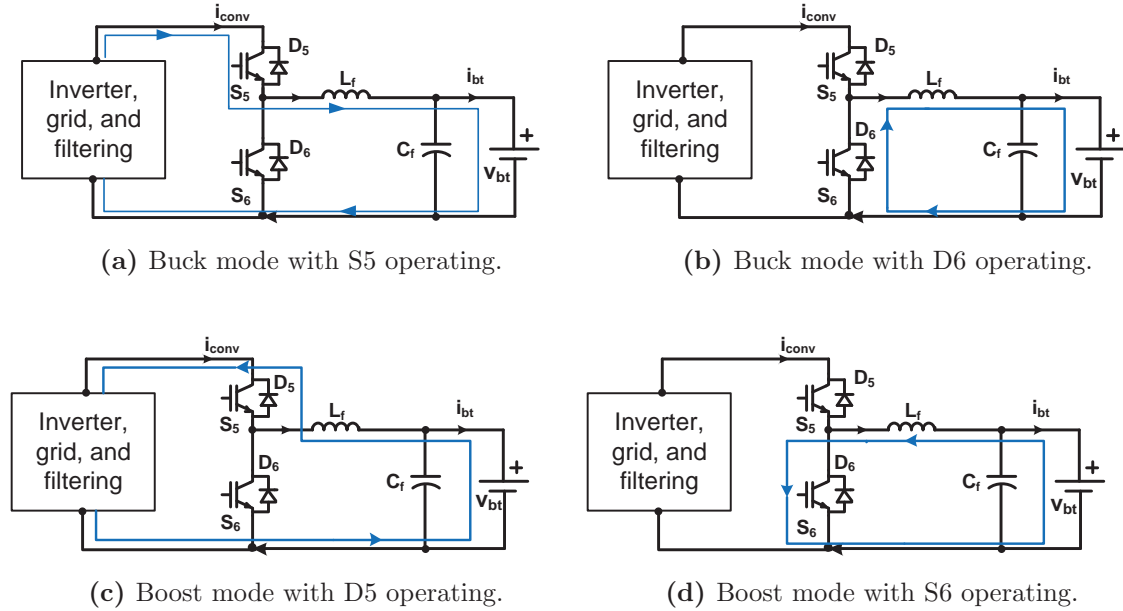 i_conv
D5
S5
L_f
i_bt
Inverter,
grid, and
filtering
D6
C_f
+
v_bt
S6
(a) Buck mode with S5 operating.
i_conv
D5
S5
L_f
i_bt
Inverter,
grid, and
filtering
D6
C_f
+
v_bt
S6
(b) Buck mode with D6 operating.
i_conv
D5
S5
L_f
i_bt
Inverter,
grid, and
filtering
D6
C_f
+
v_bt
S6
(c) Boost mode with D5 operating.
i_conv
D5
S5
L_f
i_bt
Inverter,
grid, and
filtering
D6
C_f
+
v_bt
S6
(d) Boost mode with S6 operating.